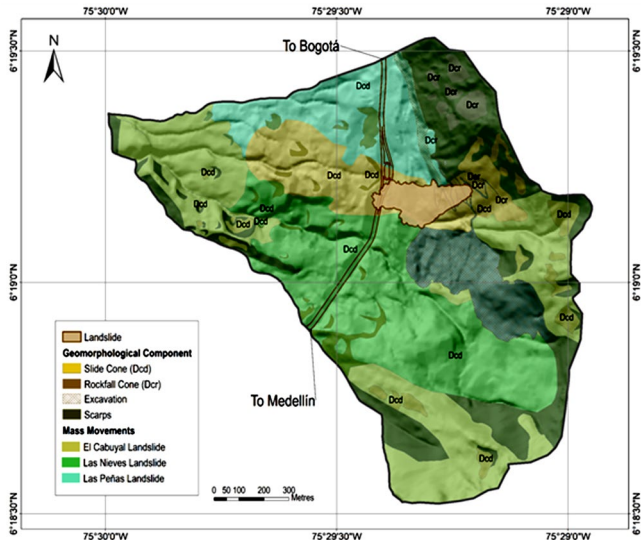 75°30'0"W 75°29'30"W 75°29'0"W
6°19'30"N
6°19'30"N
N
To Bogotá
Dcr
Dcr
Dcd
Dcr
Dcr
Dcr
Dcd
Dcd
Dcd
Dcr
Dcr
Dcr
Dcd
Dcd
Dcd
Dcd
Dcd
Dcd
Dcd
Dcd
6°19'0"N
6°19'0"N
Dcd
Dcd
To Medellín
Dcd
Dcd
Landslide
Geomorphological Component
Slide Cone (Dcd)
Rockfall Cone (Dcr)
Excavation
Scarps
Mass Movements
El Cabuyal Landslide
Las Nieves Landslide
Las Peñas Landslide
0 50 100 200 300
Metres
6°18'30"N
6°18'30"N
75°30'0"W 75°29'30"W 75°29'0"W